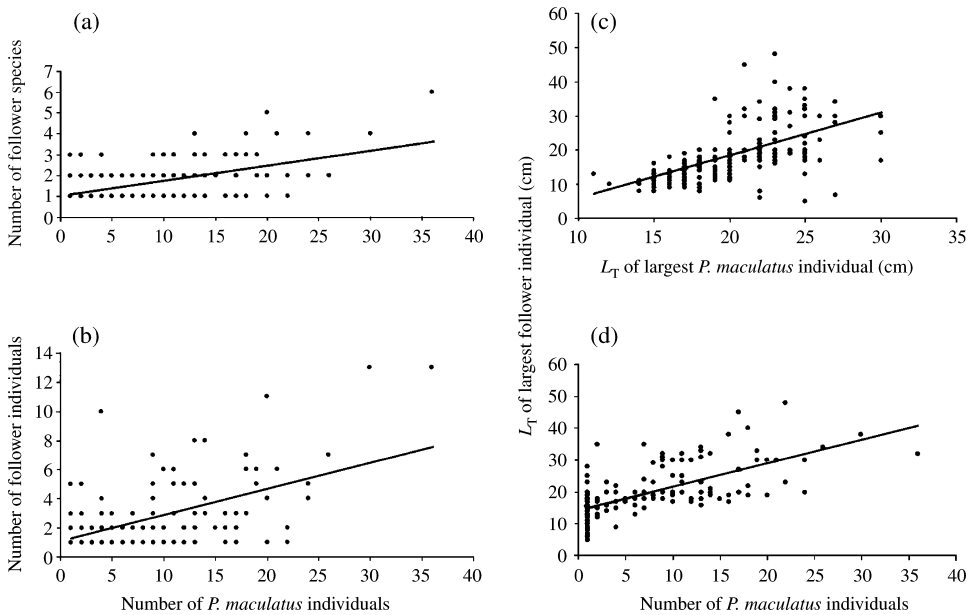 (a)
Number of follower species
7
6
5
4
3
2
1
0
0 5 10 15 20 25 30 35 40
(b)
Number of follower individuals
14
12
10
8
6
4
2
0
0 5 10 15 20 25 30 35 40
Number of P. maculatus individuals
(c)
60
50
40
30
20
10
0
10 15 20 25 30 35
LT of largest P. maculatus individual (cm)
LT of largest follower individual (cm)
(d)
60
50
40
30
20
10
0
0 5 10 15 20 25 30 35 40
Number of P. maculatus individuals